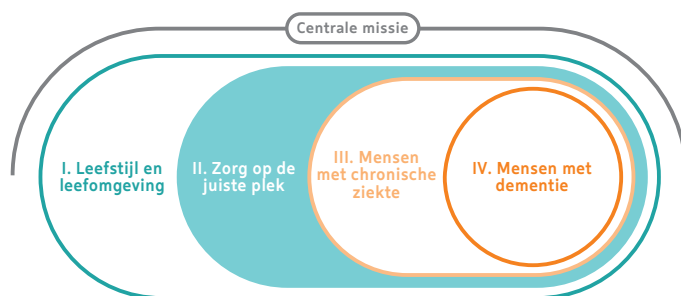 Centrale missie
I. Leefstijl en
leefomgeving
II. Zorg op de
juiste plek
III. Mensen
met chronische
ziekte
IV. Mensen met
dementie